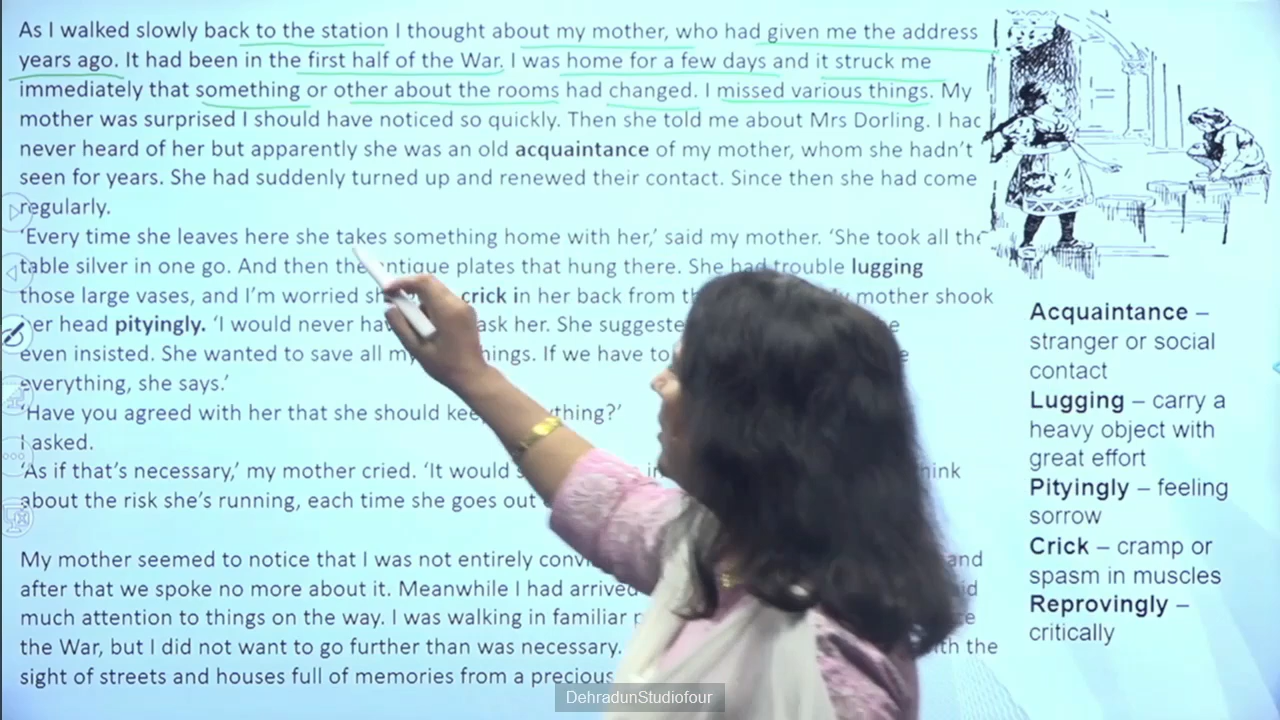 As I walked slowly back to the station I thought about my mother, who had given me the address
years ago. It had been in the first half of the War. I was home for a few days and it struck me
immediately that something or other about the rooms had changed. I missed various things. My
mother was surprised I should have noticed so quickly. Then she told me about Mrs Dorling. I had
never heard of her but apparently she was an old acquaintance of my mother, whom she hadn't
seen for years. She had suddenly turned up and renewed their contact. Since then she had come
regularly.
'Every time she leaves here she takes something home with her,' said my mother. 'She took all the
table silver in one go. And then the antique plates that hung there. She had trouble lugging
those large vases, and I'm worried crick in her back from mother shook
her head pityingly. 'I would never ask her. She suggested
even insisted. She wanted to save all my things. If we have to
everything, she says.'
'Have you agreed with her that she should keep everything?'
I asked.
'As if that's necessary,' my mother cried. 'It would think
about the risk she's running, each time she goes out
My mother seemed to notice that I was not entirely and
after that we spoke no more about it. Meanwhile I had arrived
much attention to things on the way. I was walking in familiar
the War, but I did not want to go further than was necessary. with the
sight of streets and houses full of memories from a precious
Acquaintance –
stranger or social
contact
Lugging – carry a
heavy object with
great effort
Pityingly – feeling
sorrow
Crick – cramp or
spasm in muscles
Reprovingly –
critically
DehradunStudiofour